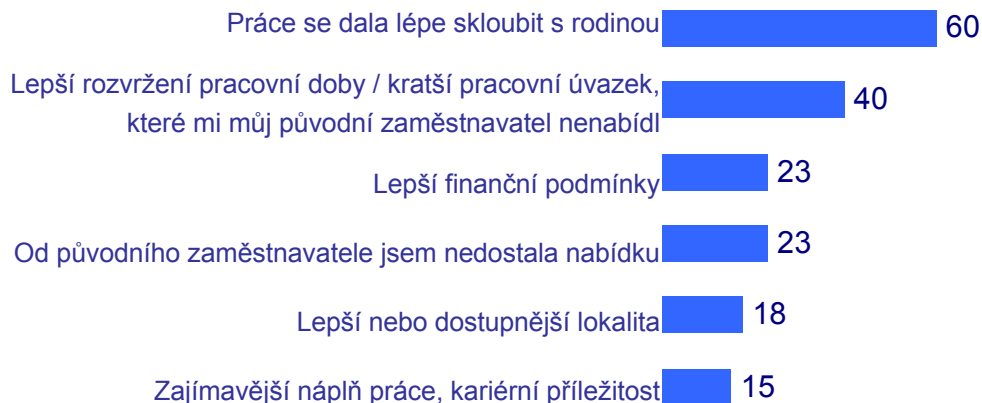 Práce se dala lépe skloubit s rodinou 60
Lepší rozvržení pracovní doby / kratší pracovní úvazek,
které mi můj původní zaměstnavatel nenabídl 40
Lepší finanční podmínky 23
Od původního zaměstnavatele jsem nedostala nabídku 23
Lepší nebo dostupnější lokalita 18
Zajímavější náplň práce, kariérní příležitost 15